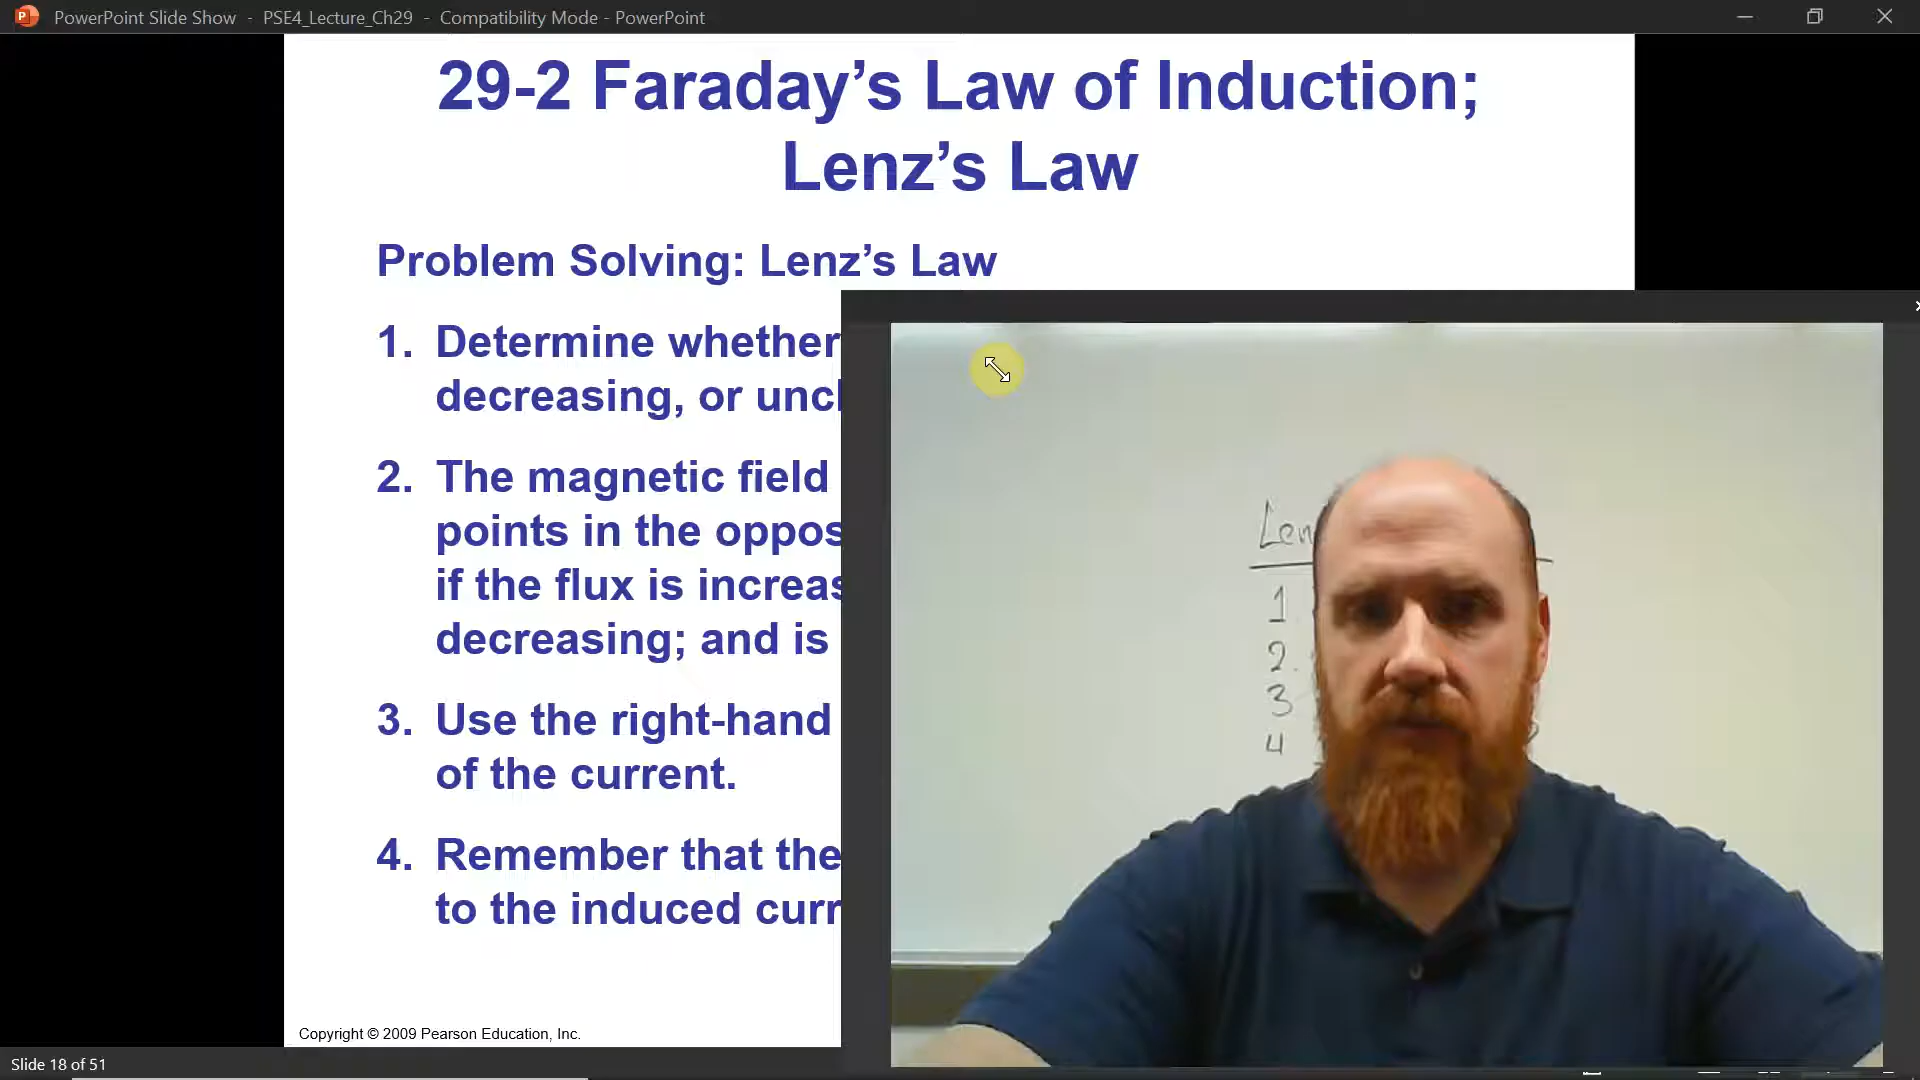 PowerPoint Slide Show - PSE4_Lecture_Ch29 - Compatibility Mode - PowerPoint
29-2 Faraday’s Law of Induction;
Lenz’s Law
Problem Solving: Lenz’s Law
1. Determine whether
decreasing, or uncl
2. The magnetic field
points in the oppos
if the flux is increas
decreasing; and is
3. Use the right-hand
of the current.
4. Remember that the
to the induced curr
Copyright © 2009 Pearson Education, Inc.
Slide 18 of 51
Len
1
2.
3
4